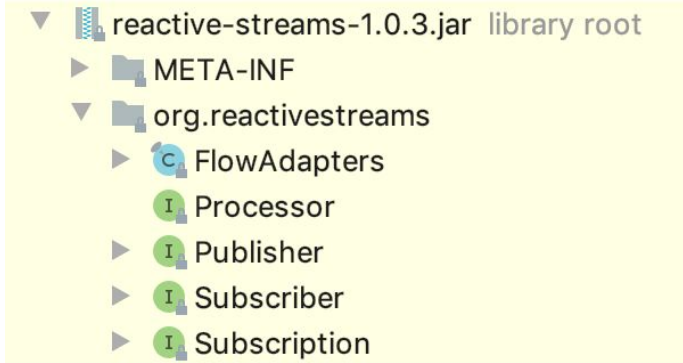 reactive-streams-1.0.3.jar library root
META-INF
org.reactivestreams
C FlowAdapters
I Processor
I Publisher
I Subscriber
I Subscription